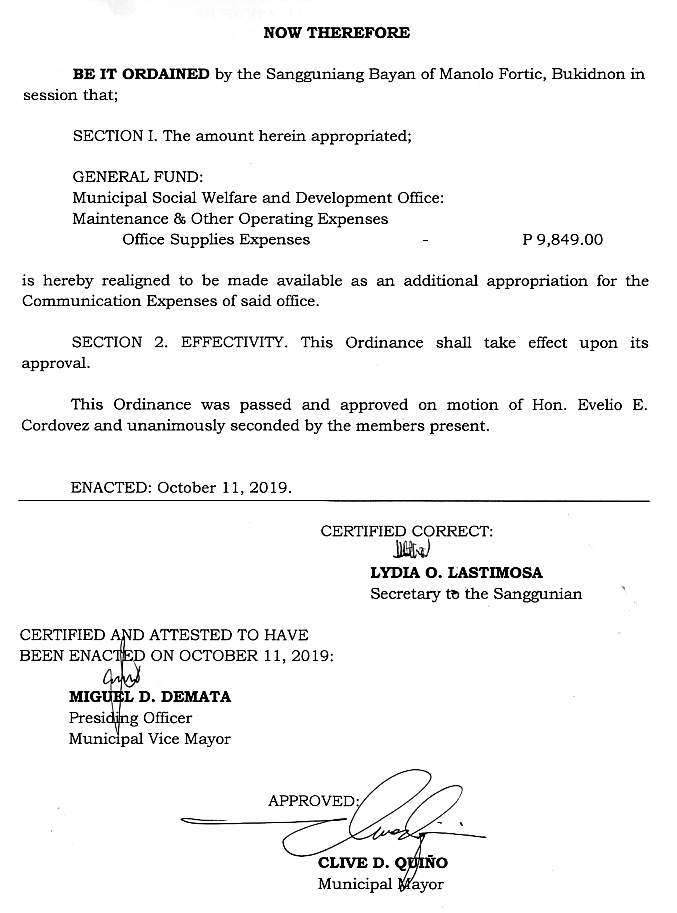 NOW THEREFORE
BE IT ORDAINED by the Sangguniang Bayan of Manolo Fortic, Bukidnon in
session that;
SECTION I. The amount herein appropriated;
GENERAL FUND:
Municipal Social Welfare and Development Office:
Maintenance & Other Operating Expenses
Office Supplies Expenses - P 9,849.00
is hereby realigned to be made available as an additional appropriation for the
Communication Expenses of said office.
SECTION 2. EFFECTIVITY. This Ordinance shall take effect upon its
approval.
This Ordinance was passed and approved on motion of Hon. Evelio E.
Cordovez and unanimously seconded by the members present.
ENACTED: October 11, 2019.
CERTIFIED CORRECT:
LYDIA O. LASTIMOSA
Secretary to the Sanggunian
CERTIFIED AND ATTESTED TO HAVE
BEEN ENACTED ON OCTOBER 11, 2019:
MIGUEL D. DEMATA
Presiding Officer
Municipal Vice Mayor
APPROVED:
CLIVE D. QUIÑO
Municipal Mayor